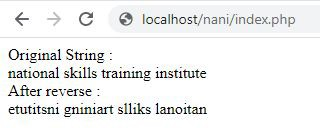 localhost/nani/index.php
Original String :
national skills training institute
After reverse :
etutitsni gniniart slliks lanoitan